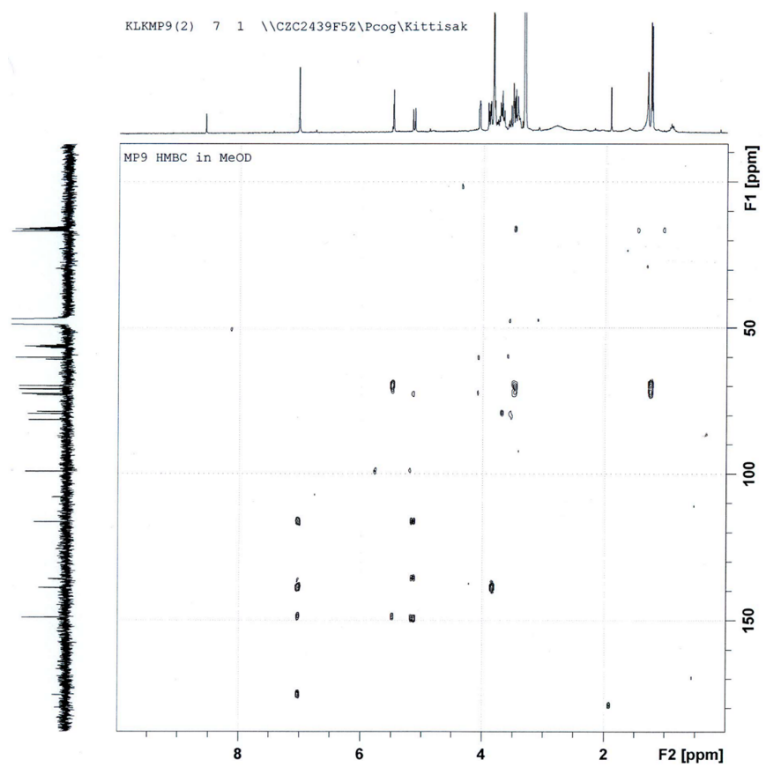 KLKMP9(2) 7 1 \\CZC2439F5Z\Pcog\Kittisak
MP9 HMBC in MeOD
F1 [ppm]
50
100
150
8 6 4 2 F2 [ppm]